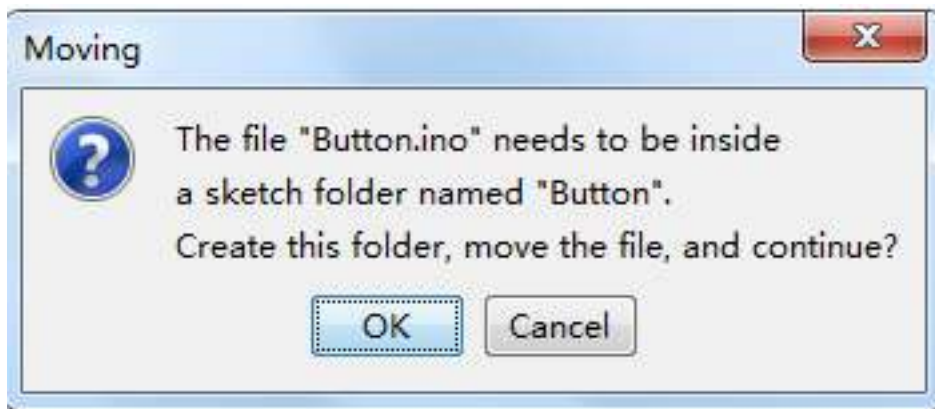 Moving
The file "Button.ino" needs to be inside
a sketch folder named "Button".
Create this folder, move the file, and continue?
OK
Cancel